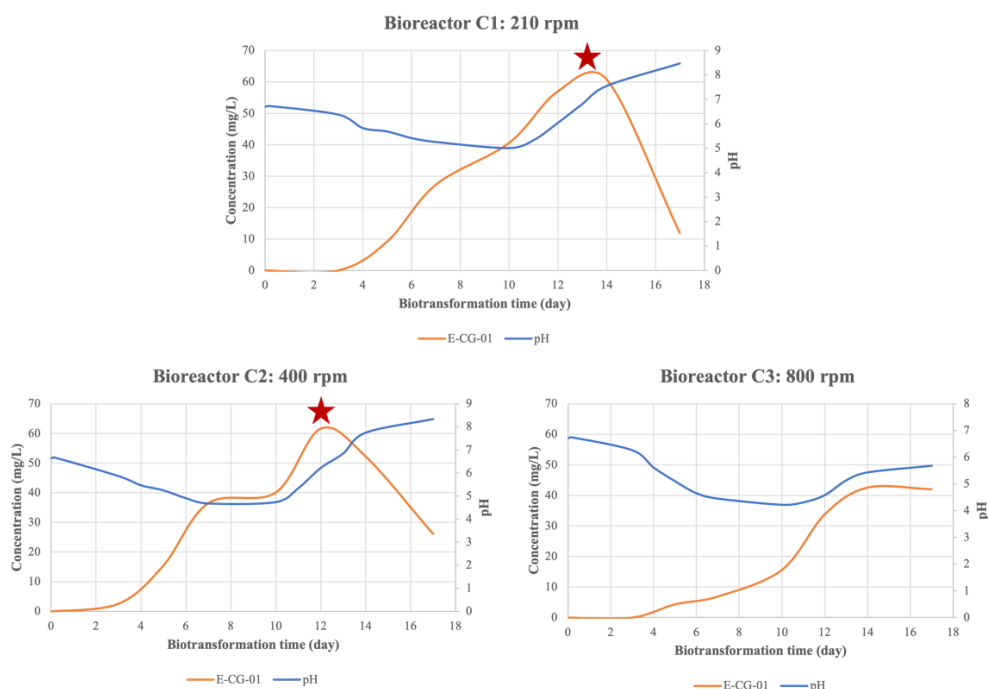 Bioreactor C1: 210 rpm
Concentration (mg/L)
70
60
50
40
30
20
10
0
9
8
7
6
5
4
3
2
1
0
pH
0 2 4 6 8 10 12 14 16 18
Biotransformation time (day)
E-CG-01 pH
Bioreactor C2: 400 rpm
Concentration (mg/L)
70
60
50
40
30
20
10
0
9
8
7
6
5
4
3
2
1
0
pH
0 2 4 6 8 10 12 14 16 18
Biotransformation time (day)
E-CG-01 pH
Bioreactor C3: 800 rpm
Concentration (mg/L)
70
60
50
40
30
20
10
0
8
7
6
5
4
3
2
1
0
pH
0 2 4 6 8 10 12 14 16 18
Biotransformation time (day)
E-CG-01 pH